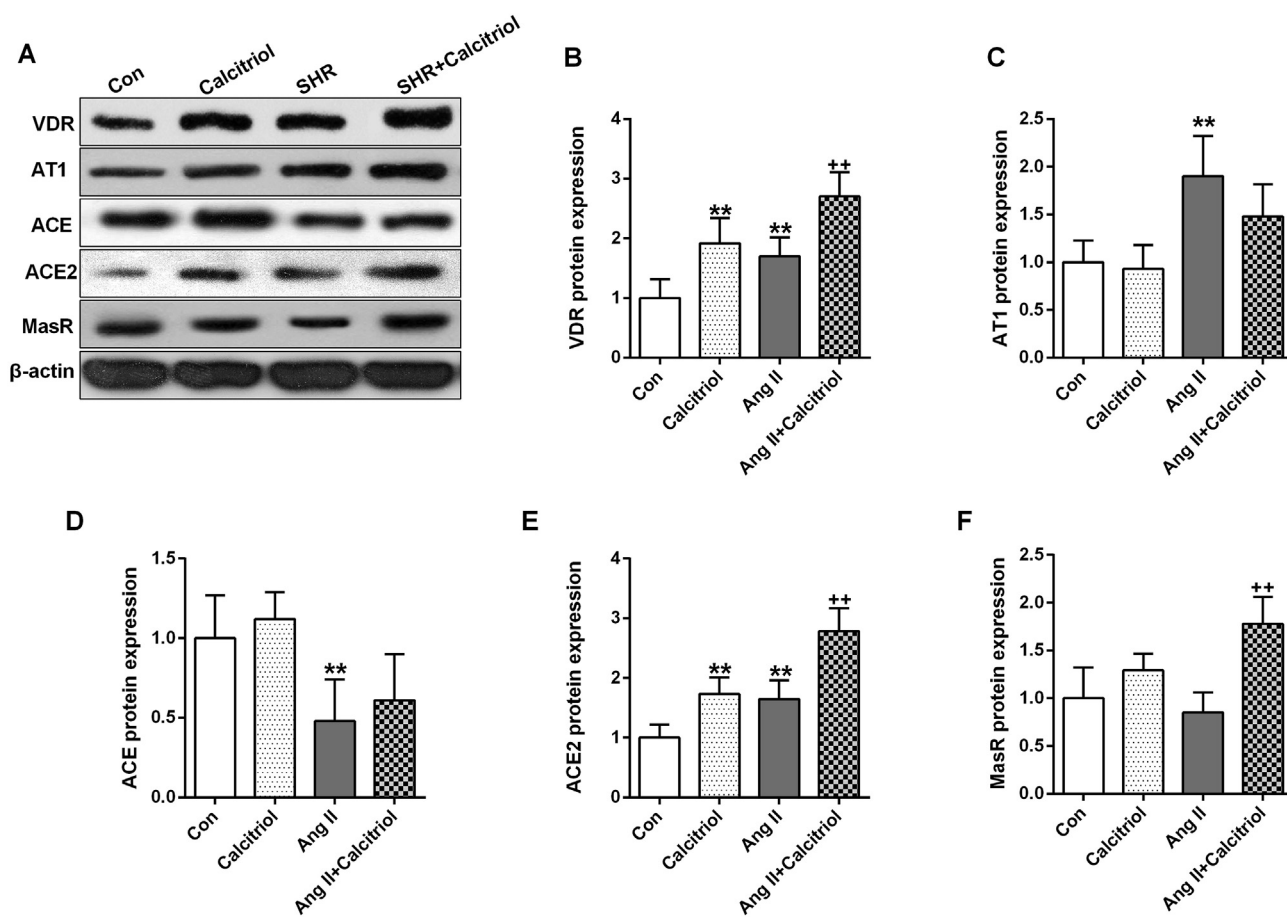 A
Con
Calcitriol
SHR
SHR+Calcitriol
VDR
AT1
ACE
ACE2
MasR
β-actin
B
VDR protein expression
4
3
2
1
0
**
**
++
Con
Calcitriol
Ang II
Ang II+Calcitriol
C
AT1 protein expression
2.5
2.0
1.5
1.0
0.5
0.0
**
Con
Calcitriol
Ang II
Ang II+Calcitriol
D
ACE protein expression
1.5
1.0
0.5
0.0
**
Con
Calcitriol
Ang II
Ang II+Calcitriol
E
ACE2 protein expression
4
3
2
1
0
**
**
++
Con
Calcitriol
Ang II
Ang II+Calcitriol
F
MasR protein expression
2.5
2.0
1.5
1.0
0.5
0.0
++
Con
Calcitriol
Ang II
Ang II+Calcitriol